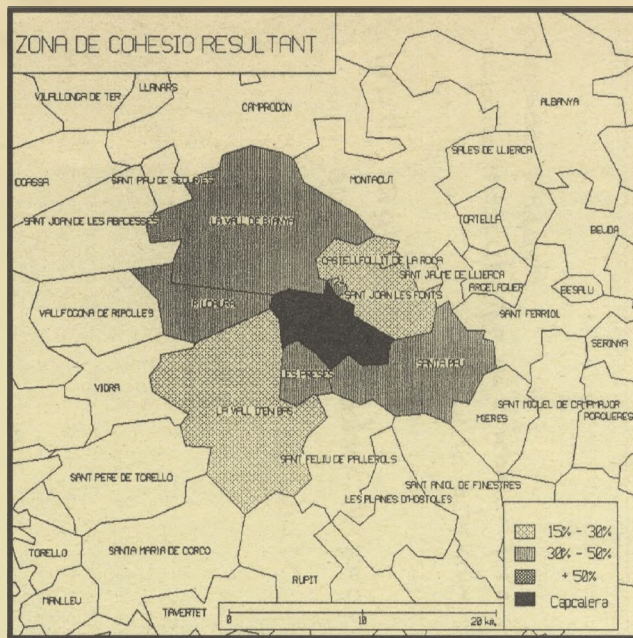 ZONA DE COHESIO RESULTANT
LLANARS
VILALLONGA DE TER
CAMPRODON
ALBANYA
SALES DE LLIERCA
OGASSA
SANT PAU DE SEGURIES
MONTAGUT
SANT JOAN DE LES ABADESSES
LA VALL DE BIANYA
TORTELLA
BEUDA
CASTELLFOLLIT DE LA ROCA
SANT JAUME DE LLIERCA
ARGELAGUER
BESALU
SANT JOAN LES FONTS
RIUDAURA
VALLFOGONA DE RIPOLLES
SANT FERRIOL
SERINYA
SANTA PAU
LES PRESES
VIDRA
SANT MIQUEL DE CAMPMAJOR
LA VALL D'EN BAS
MIERES
PORQUERES
SANT FELIU DE PALLEROLS
SANT PERE DE TORELLO
SANT ANIOL DE FINESTRES
LES PLANES D'HOSTOLES
TORELLO
SANTA MARIA DE CORCO
RUPIT
MANLLEU
TAVERTET
15% - 30%
30% - 50%
+ 50%
Capcalera
0 10 20 km.